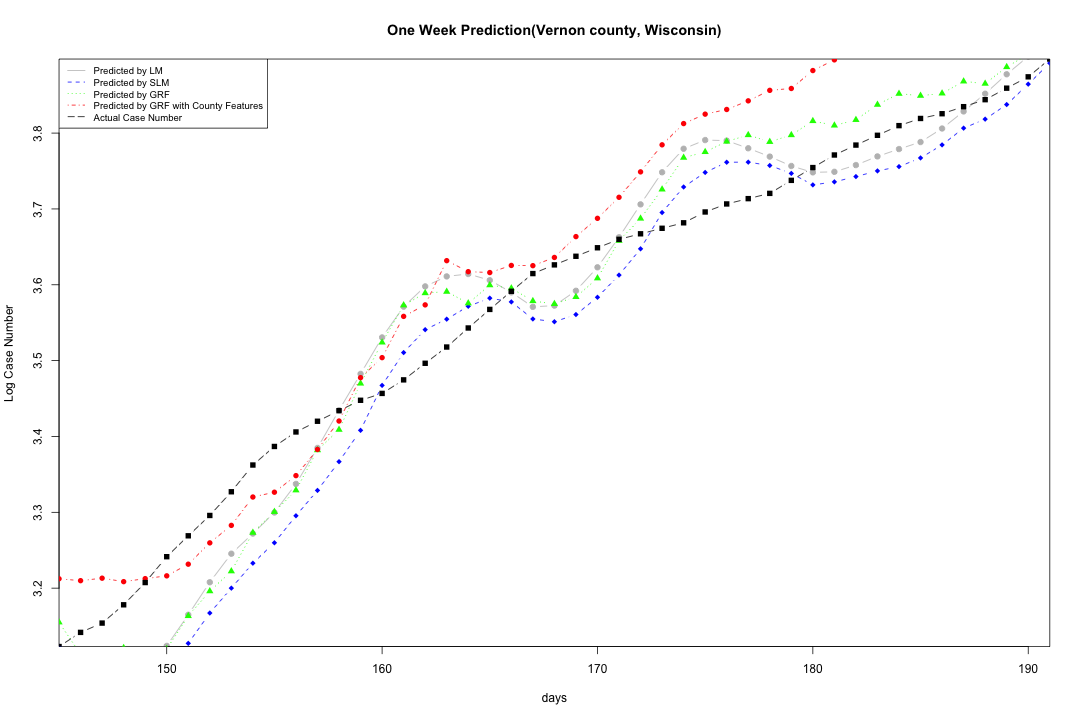 One Week Prediction(Vernon county, Wisconsin)
Predicted by LM
Predicted by SLM
Predicted by GRF
Predicted by GRF with County Features
Actual Case Number
Log Case Number
3.8
3.7
3.6
3.5
3.4
3.3
3.2
150 160 170 180 190
days